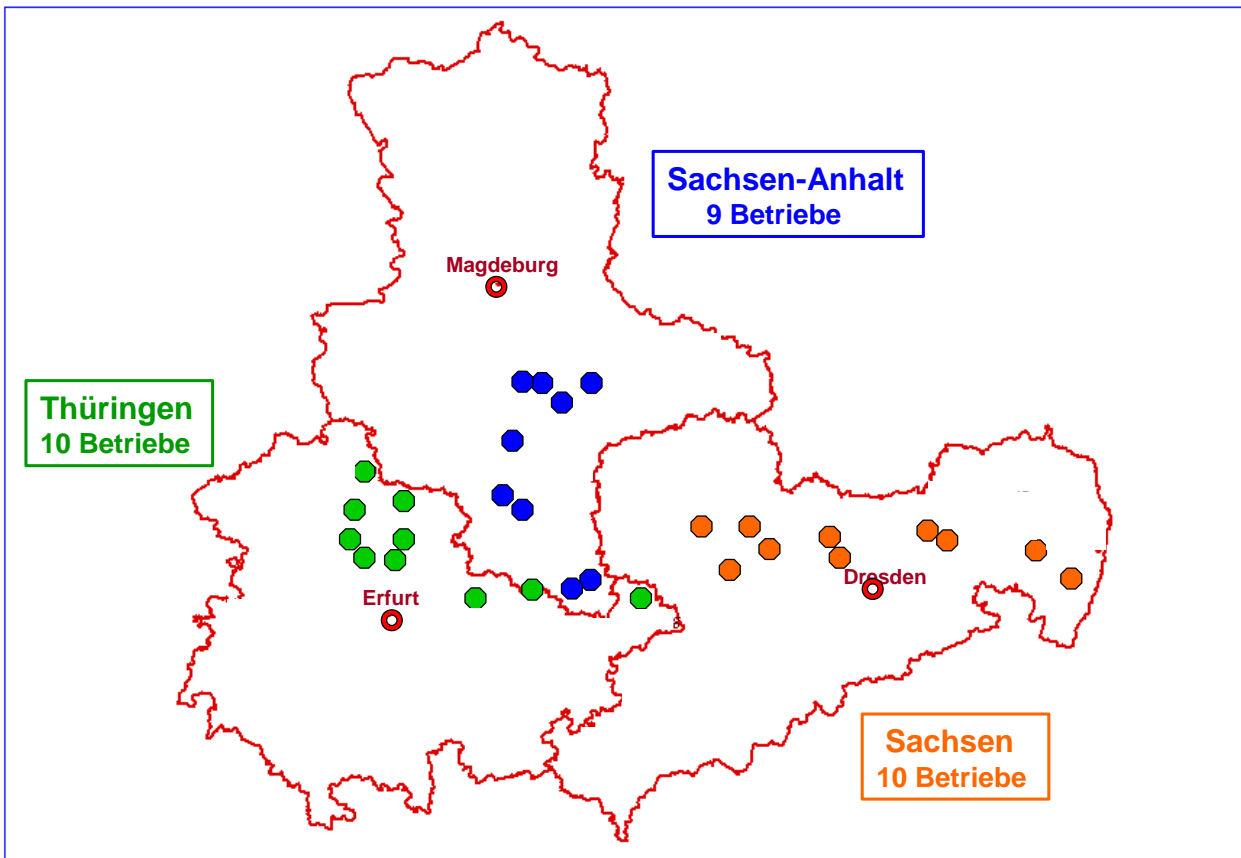 Sachsen-Anhalt
9 Betriebe
Magdeburg
Thüringen
10 Betriebe
Erfurt
Dresden
Sachsen
10 Betriebe